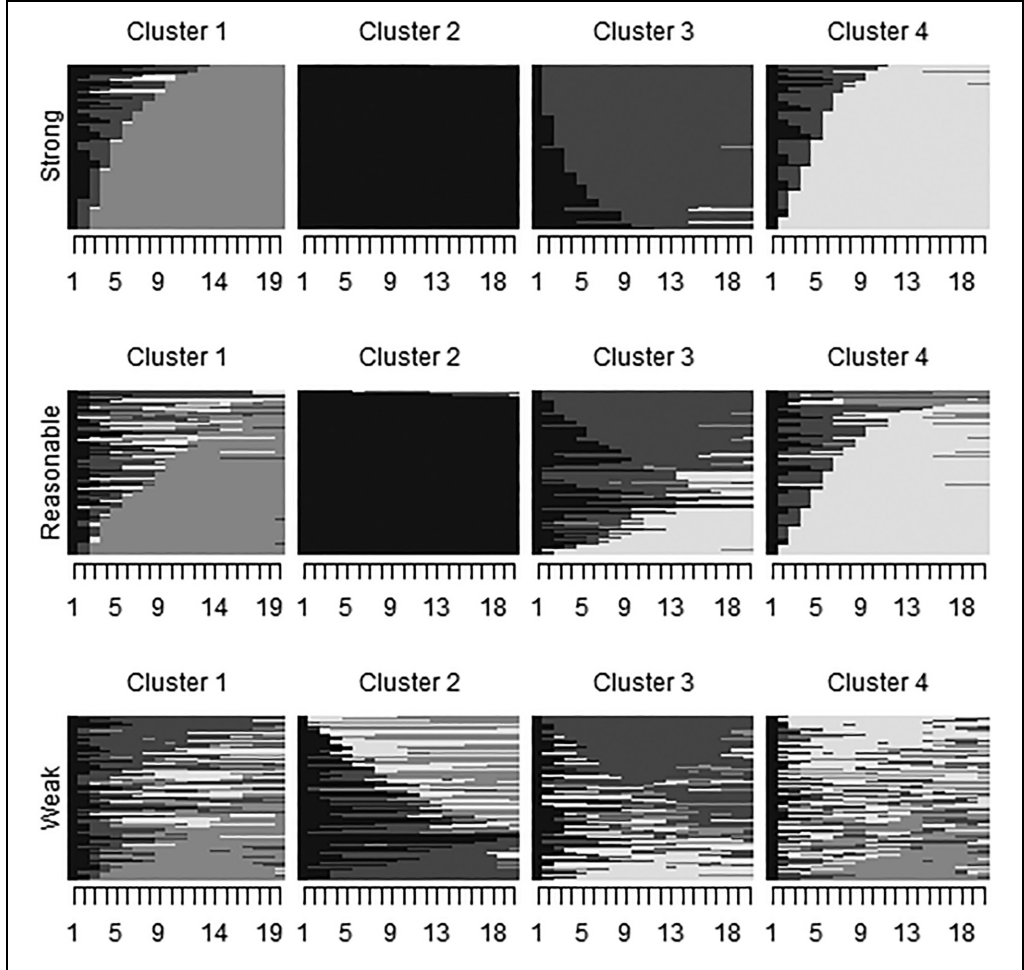 Cluster 1 Cluster 2 Cluster 3 Cluster 4
Strong
1 5 9 14 19 1 5 9 13 18 1 5 9 13 18 1 5 9 13 18
Cluster 1 Cluster 2 Cluster 3 Cluster 4
Reasonable
1 5 9 14 19 1 5 9 13 18 1 5 9 13 18 1 5 9 13 18
Cluster 1 Cluster 2 Cluster 3 Cluster 4
Weak
1 5 9 14 19 1 5 9 13 18 1 5 9 13 18 1 5 9 13 18